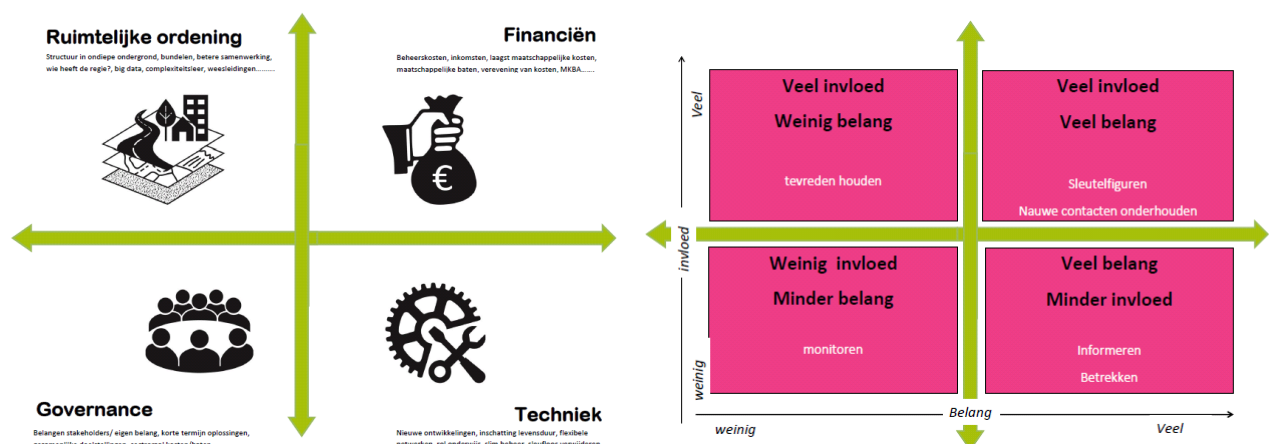 Ruimtelijke ordening
Structuur in ondiepe ondergrond, bundelen, betere samenwerking,
wie heeft de regie?, big data, complexiteitsleer, weesleidingen.........
Financiën
Beheerskosten, inkomsten, laagst maatschappelijke kosten,
maatschappelijke baten, verevening van kosten, MKBA......
€
Governance
Belangen stakeholders/ eigen belang, korte termijn oplossingen,
Techniek
Nieuwe ontwikkelingen, inschatting levensduur, flexibele
Veel
invloed
weinig
Veel invloed
Weinig belang
tevreden houden
Veel invloed
Veel belang
Sleutelfiguren
Nauwe contacten onderhouden
Weinig invloed
Minder belang
monitoren
Veel belang
Minder invloed
Informeren
Betrekken
Belang
weinig
Veel